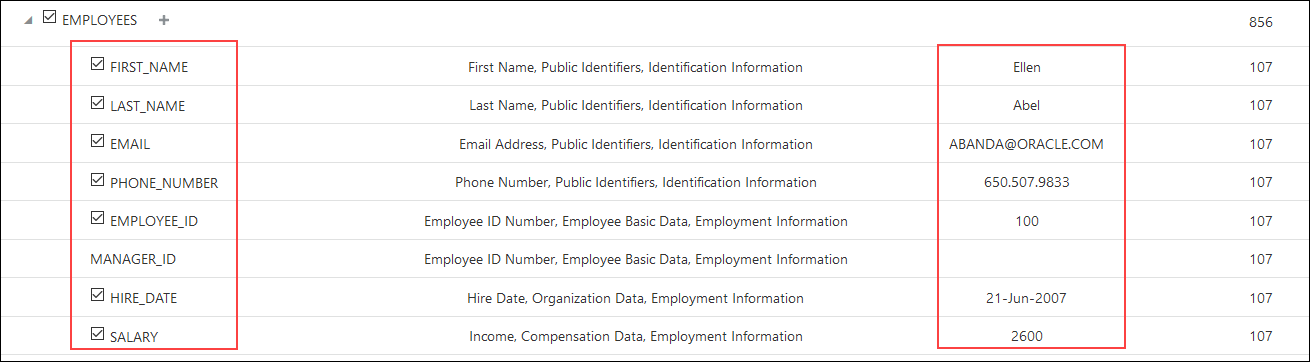 EMPLOYEES + 856
FIRST_NAME First Name, Public Identifiers, Identification Information Ellen 107
LAST_NAME Last Name, Public Identifiers, Identification Information Abel 107
EMAIL Email Address, Public Identifiers, Identification Information ABANDA@ORACLE.COM 107
PHONE_NUMBER Phone Number, Public Identifiers, Identification Information 650.507.9833 107
EMPLOYEE_ID Employee ID Number, Employee Basic Data, Employment Information 100 107
MANAGER_ID Employee ID Number, Employee Basic Data, Employment Information 107
HIRE_DATE Hire Date, Organization Data, Employment Information 21-Jun-2007 107
SALARY Income, Compensation Data, Employment Information 2600 107